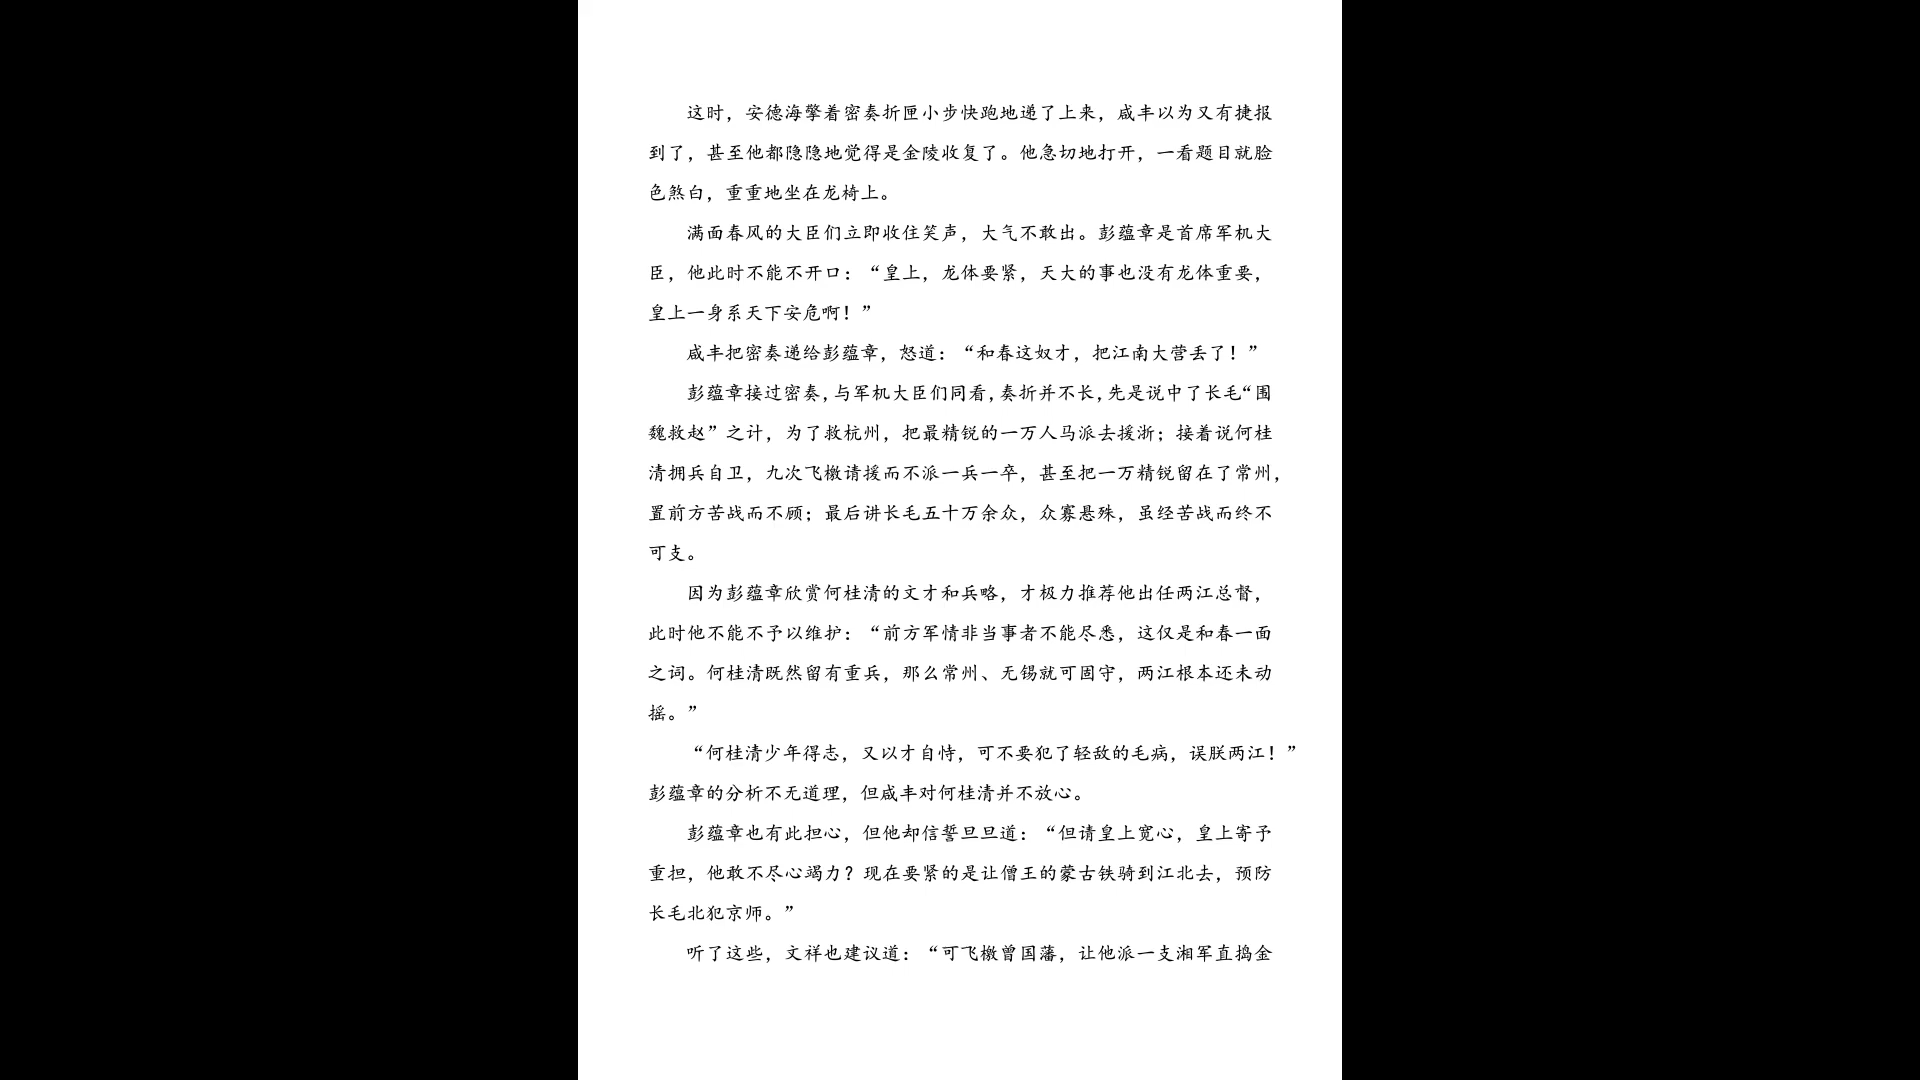 这时，安德海擎着密奏折匣小步快跑地递了上来，咸丰以为又有捷报
到了，甚至他都隐隐地觉得是金陵收复了。他急切地打开，一看题目就脸
色煞白，重重地坐在龙椅上。
满面春风的大臣们立即收住笑声，大气不敢出。彭蕴章是首席军机大
臣，他此时不能不开口：“皇上，龙体要紧，天大的事也没有龙体重要，
皇上一身系天下安危啊！”
咸丰把密奏递给彭蕴章，怒道：“和春这奴才，把江南大营丢了！”
彭蕴章接过密奏，与军机大臣们同看，奏折并不长，先是说中了长毛“围
魏救赵”之计，为了救杭州，把最精锐的一万人马派去援浙；接着说何桂
清拥兵自卫，九次飞檄请援而不派一兵一卒，甚至把一万精锐留在了常州，
置前方苦战而不顾；最后讲长毛五十万余众，众寡悬殊，虽经苦战而终不
可支。
因为彭蕴章欣赏何桂清的文才和兵略，才极力推荐他出任两江总督，
此时他不能不予以维护：“前方军情非当事者不能尽悉，这仅是和春一面
之词。何桂清既然留有重兵，那么常州、无锡就可固守，两江根本还未动
摇。”
“何桂清少年得志，又以才自恃，可不要犯了轻敌的毛病，误朕两江！”
彭蕴章的分析不无道理，但咸丰对何桂清并不放心。
彭蕴章也有此担心，但他却信誓旦旦道：“但请皇上宽心，皇上寄予
重担，他敢不尽心竭力？现在要紧的是让僧王的蒙古铁骑到江北去，预防
长毛北犯京师。”
听了这些，文祥也建议道：“可飞檄曾国藩，让他派一支湘军直捣金